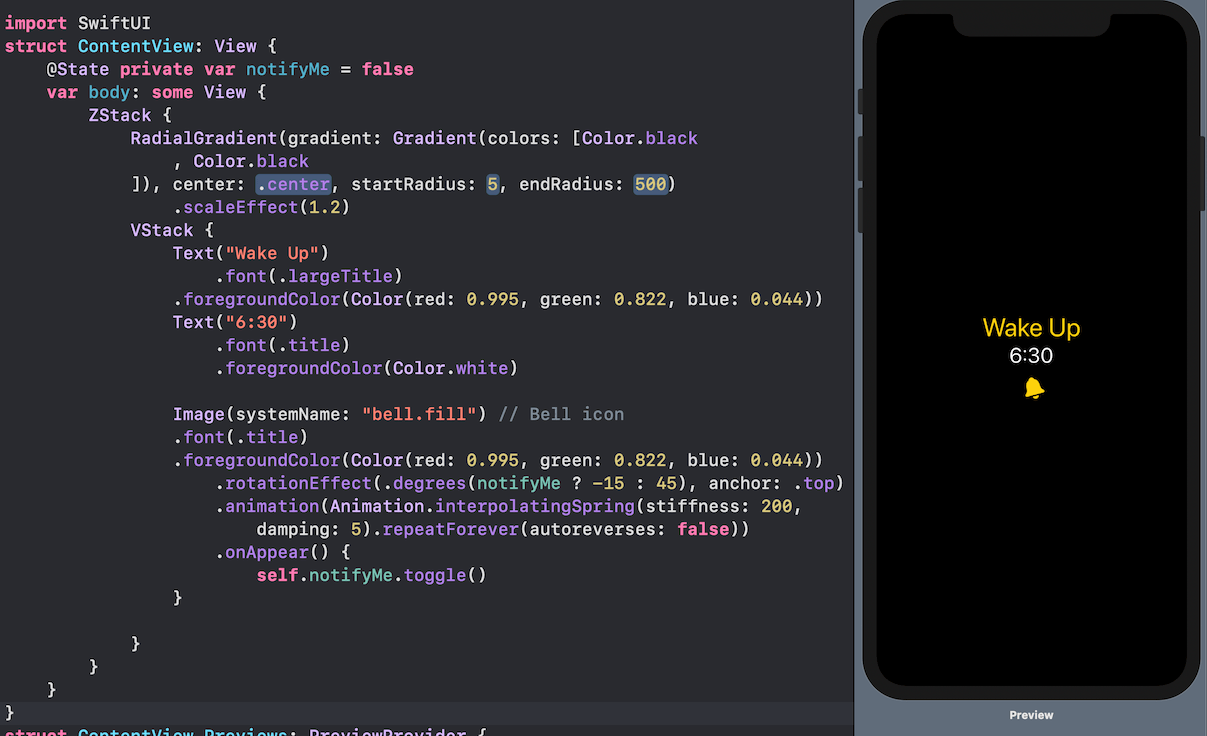 import SwiftUI
struct ContentView: View {
    @State private var notifyMe = false
    var body: some View {
        ZStack {
            RadialGradient(gradient: Gradient(colors: [Color.black
                , Color.black
            ]), center: .center, startRadius: 5, endRadius: 500)
                .scaleEffect(1.2)
            VStack {
                Text("Wake Up")
                    .font(.largeTitle)
                .foregroundColor(Color(red: 0.995, green: 0.822, blue: 0.044))
                Text("6:30")
                    .font(.title)
                    .foregroundColor(Color.white)
                Image(systemName: "bell.fill") // Bell icon
                .font(.title)
                .foregroundColor(Color(red: 0.995, green: 0.822, blue: 0.044))
                    .rotationEffect(.degrees(notifyMe ? -15 : 45), anchor: .top)
                    .animation(Animation.interpolatingSpring(stiffness: 200,
                        damping: 5).repeatForever(autoreverses: false))
                    .onAppear() {
                        self.notifyMe.toggle()
                }
            }
        }
    }
}
struct ContentView_Previews: PreviewProvider {
Wake Up
6:30
Preview